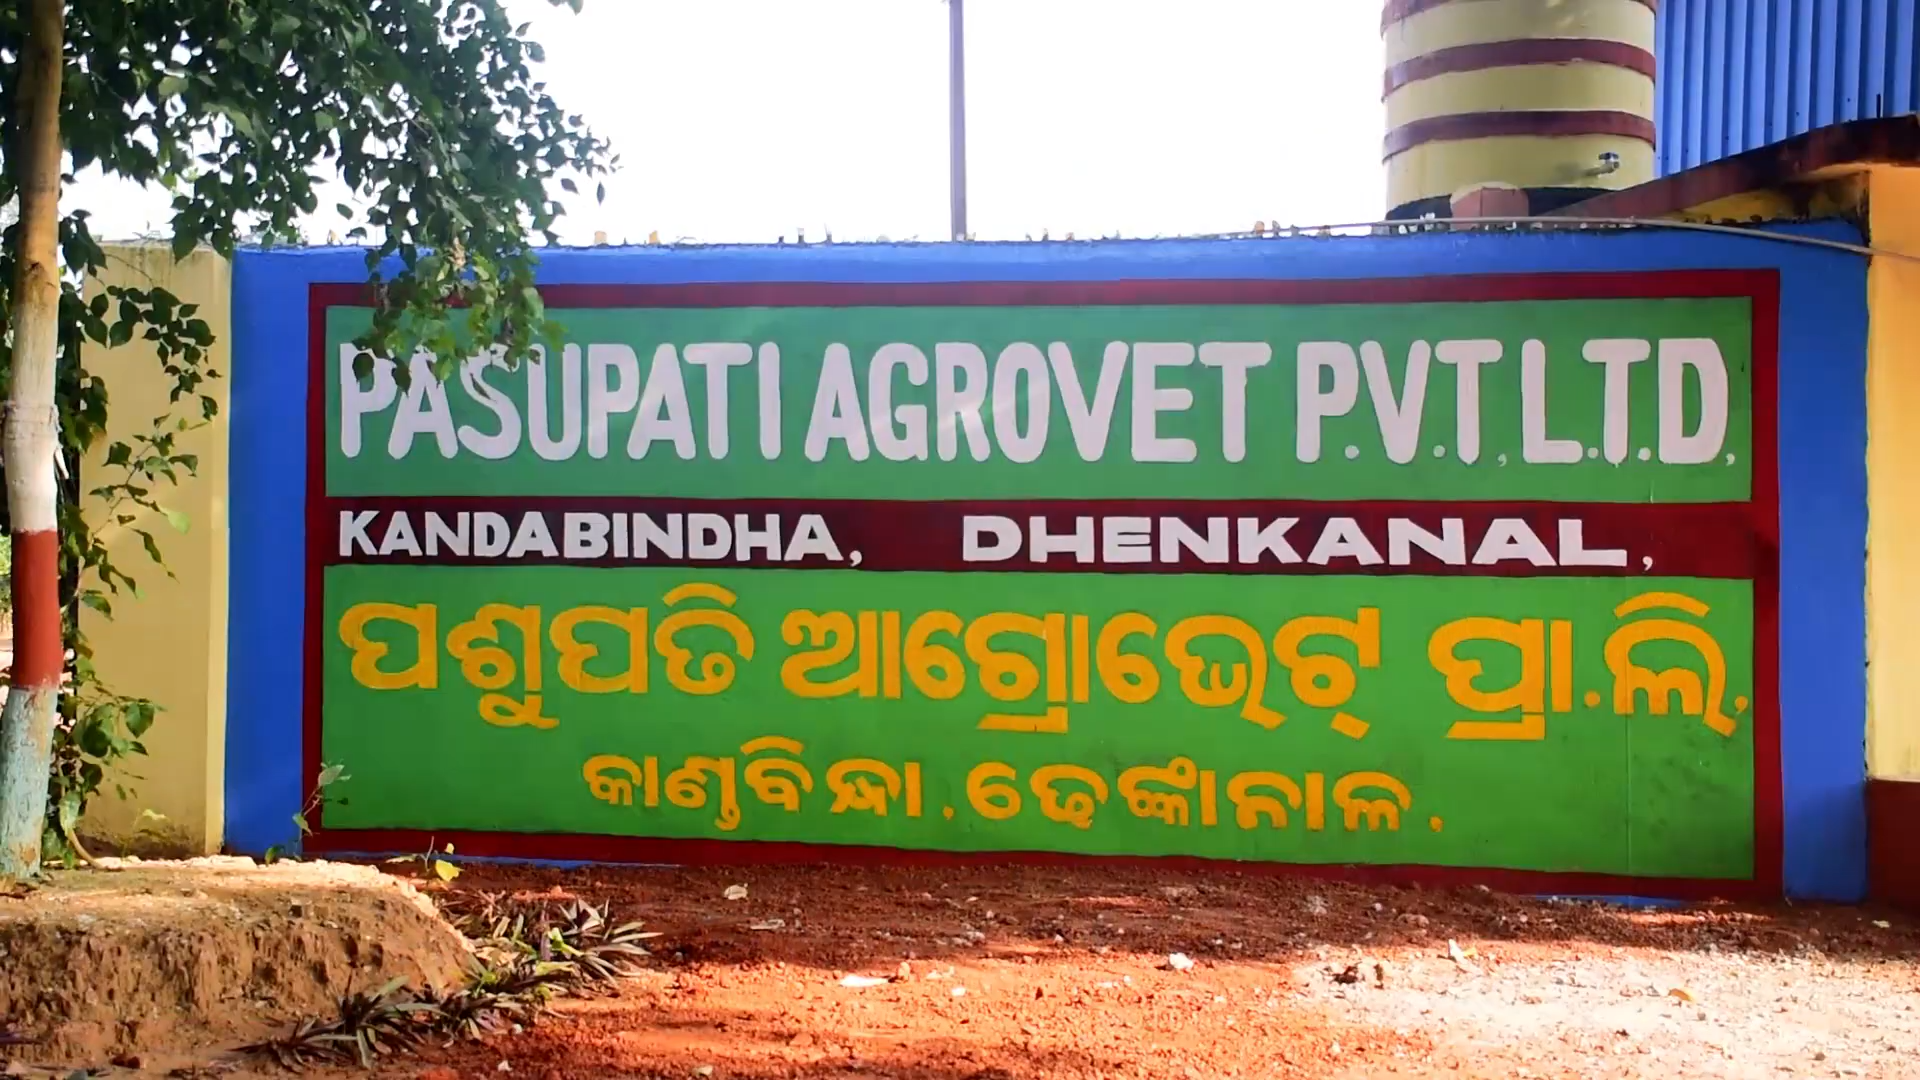 PASUPATI AGROVET P.V.T, L.T.D,
KANDABINDHA, DHENKANAL,
ପଶୁପତି ଆଗ୍ରୋଭେଟ୍ ପ୍ରା.ଲି.
କାଣ୍ଡବିନ୍ଧା, ଢେଙ୍କାନାଳ.